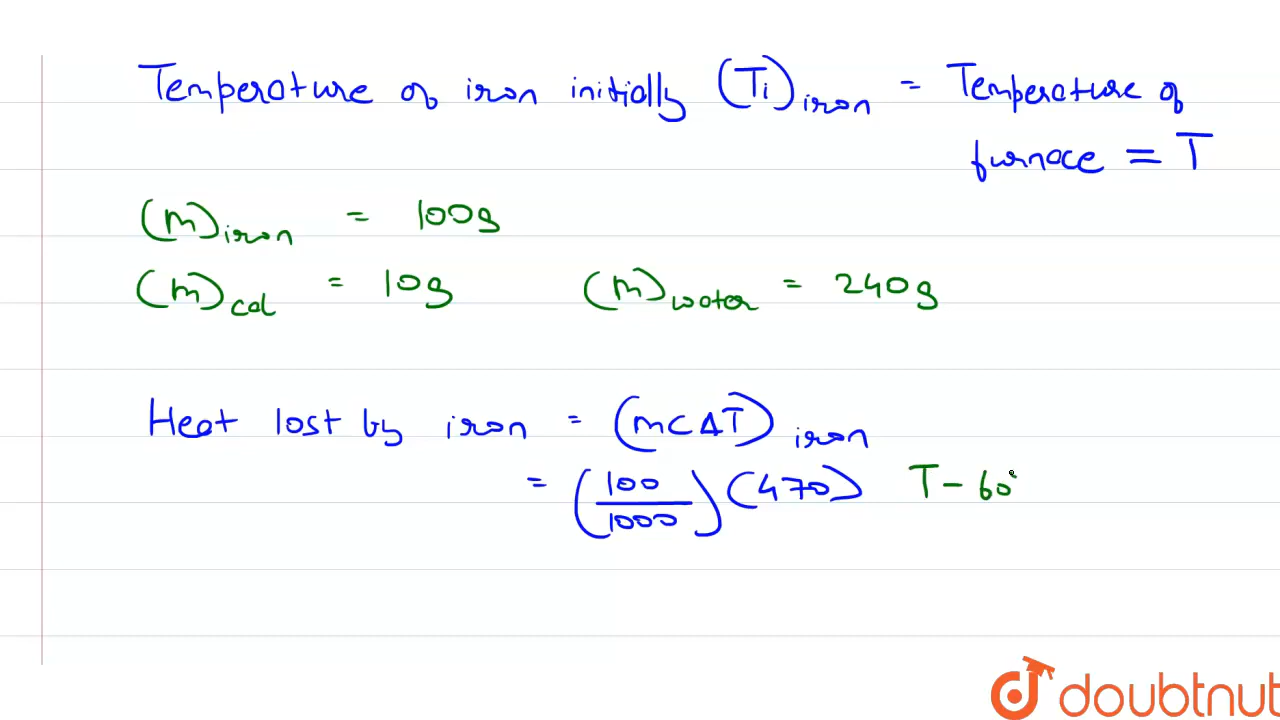 Temperature of iron initially (Ti)iron = Temperature of
furnace = T
(m)iron = 100g
(m)cal = 10g (m)water = 240g
Heat lost by iron = (mcΔT)iron
= (100/1000) (470) T - 60°
doubtnut